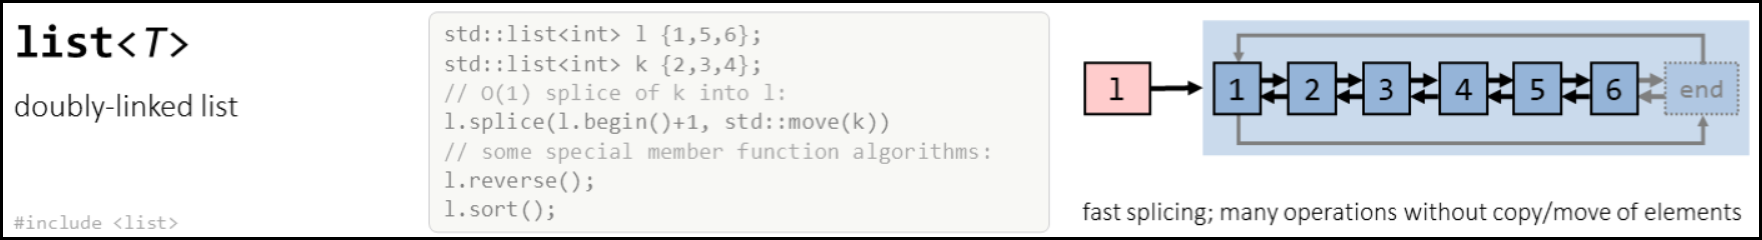 list<T>
doubly-linked list
#include <list>
std::list<int> l {1,5,6};
std::list<int> k {2,3,4};
// O(1) splice of k into l:
l.splice(l.begin()+1, std::move(k))
// some special member function algorithms:
l.reverse();
l.sort();
l 1 2 3 4 5 6 end
fast splicing; many operations without copy/move of elements